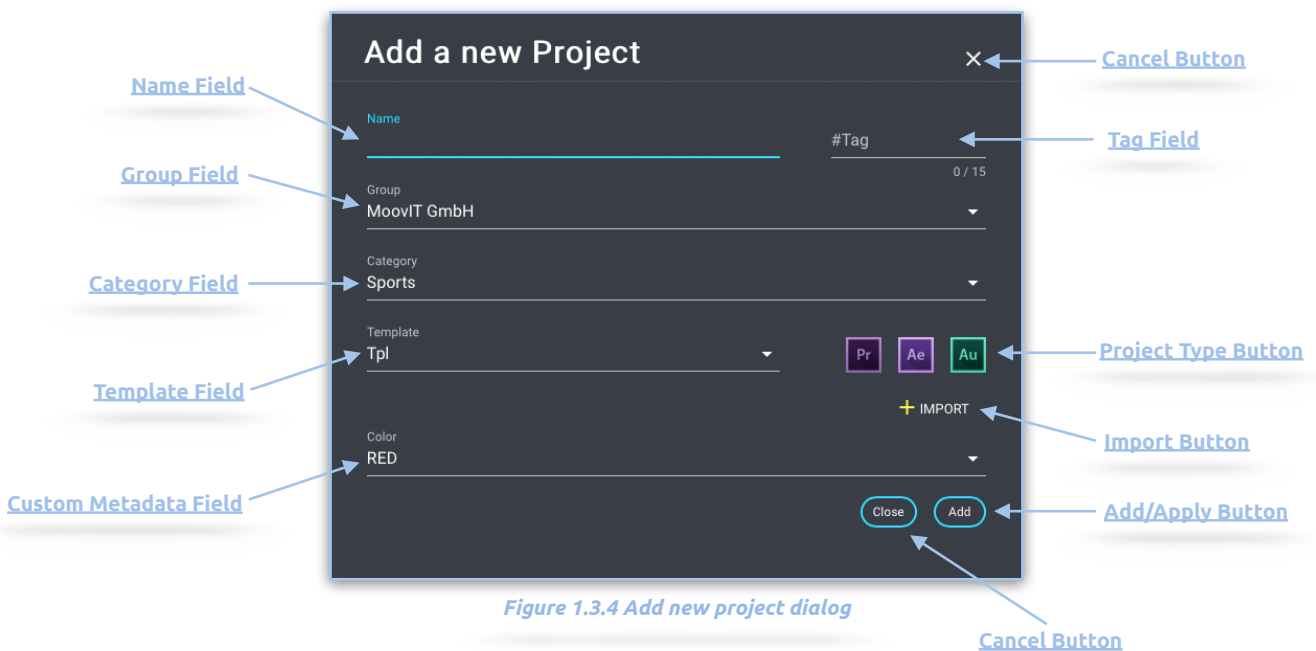 Add a new Project
Cancel Button
Name Field
Name
#Tag
Tag Field
0 / 15
Group Field
Group
MoovIT GmbH
Category Field
Category
Sports
Template Field
Template
Tpl
Pr
Ae
Au
Project Type Button
IMPORT
Import Button
Custom Metadata Field
Color
RED
Close
Add
Add/Apply Button
Figure 1.3.4 Add new project dialog
Cancel Button